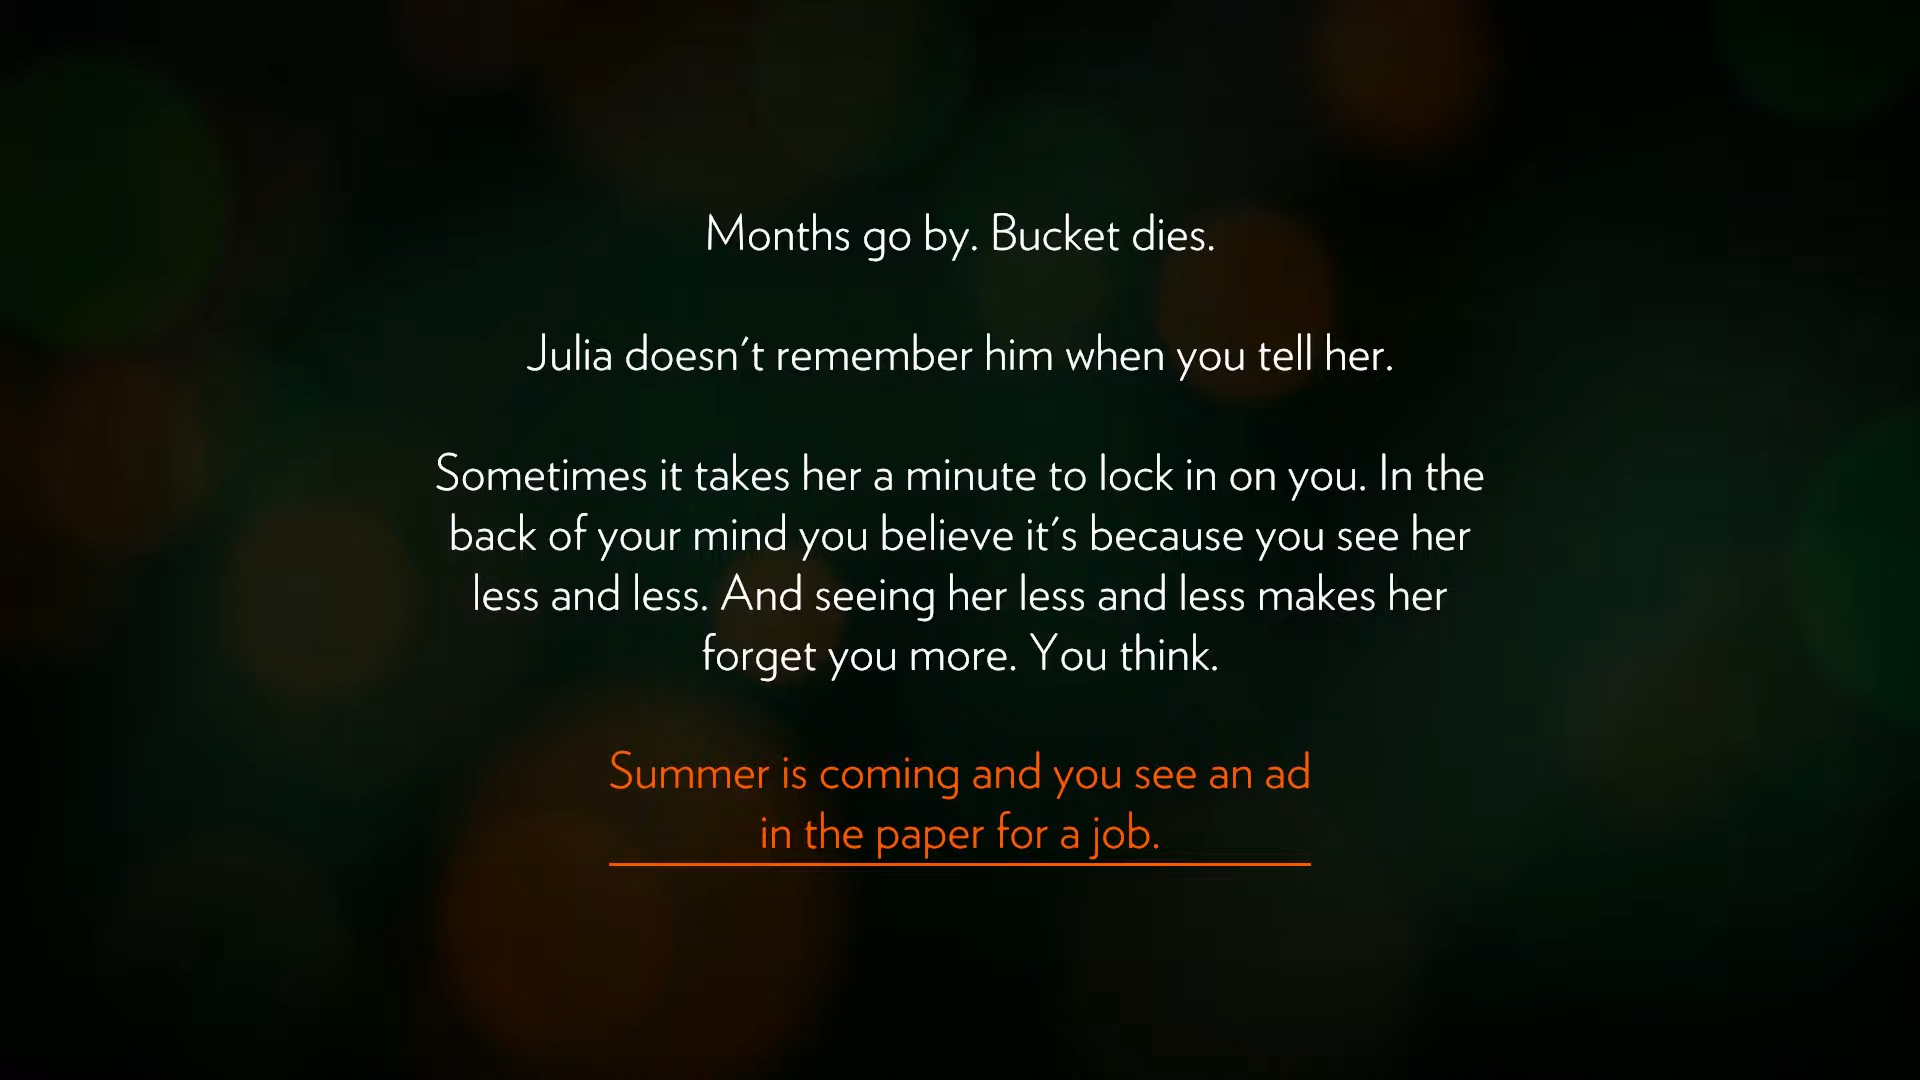 Months go by. Bucket dies.
Julia doesn't remember him when you tell her.
Sometimes it takes her a minute to lock in on you. In the
back of your mind you believe it's because you see her
less and less. And seeing her less and less makes her
forget you more. You think.
Summer is coming and you see an ad
in the paper for a job.